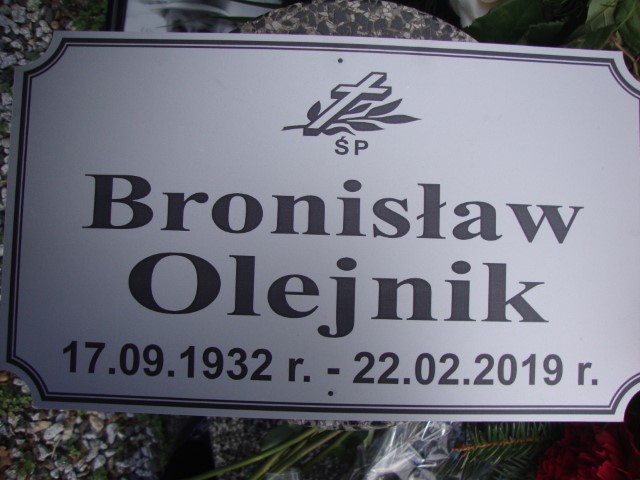 ŚP
Bronisław
Olejnik
17.09.1932 r. - 22.02.2019 r.